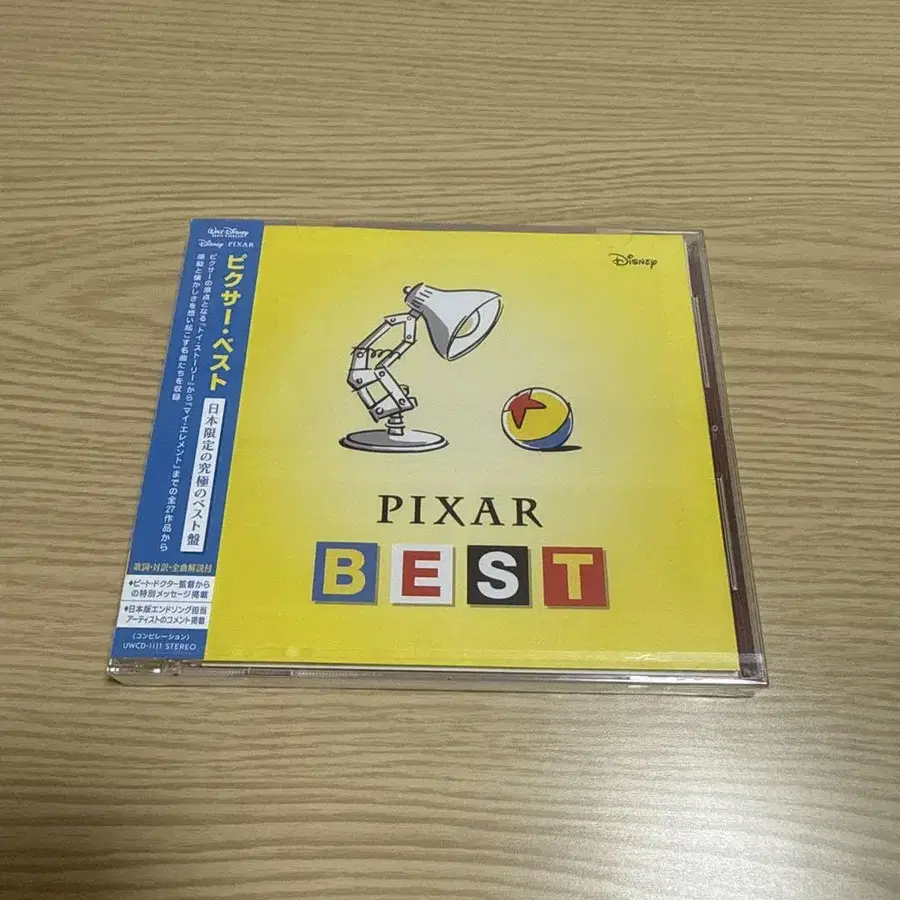 WALT DISNEY
RECORDS
DISNEY PIXAR
ピクサー・ベスト
ピクサーの原点となる『トイ・ストーリー』から『マイ・エレメント』までの全27作品から
感動と懐かしさを想い起こす名曲たちを収録
日本限定の究極のベスト盤
歌詞・対訳・全曲解説付
♦ピート・ドクター監督から
の特別メッセージ掲載
♦日本版エンドソング担当
アーティストのコメント掲載
(コンピレーション)
UWCD-1111 STEREO
DISNEY
PIXAR
BEST